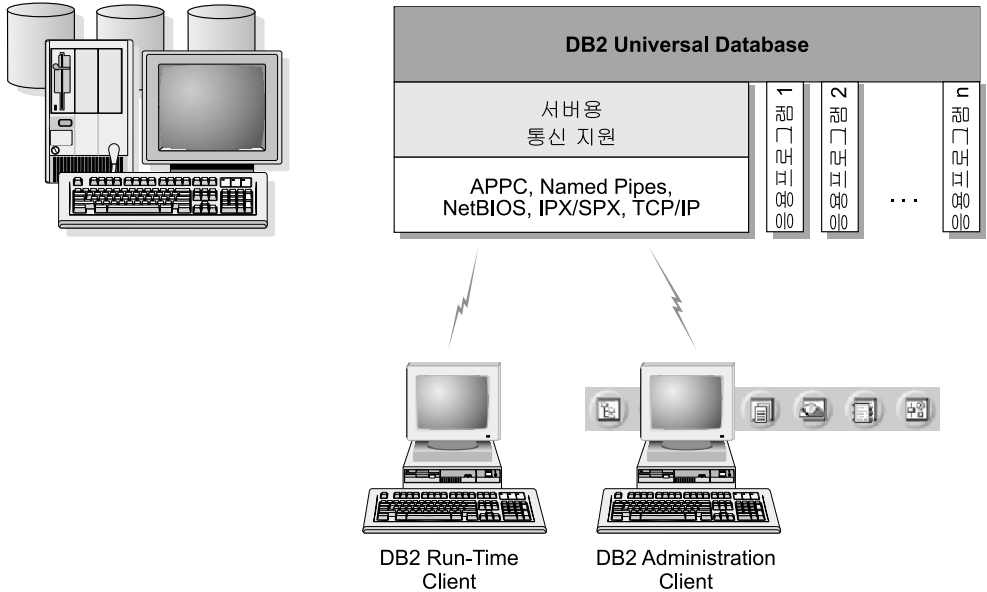 DB2 Universal Database
서버용
통신 지원
APPC, Named Pipes,
NetBIOS, IPX/SPX, TCP/IP
응용프로그램 1
응용프로그램 2
...
응용프로그램 n
DB2 Run-Time
Client
DB2 Administration
Client